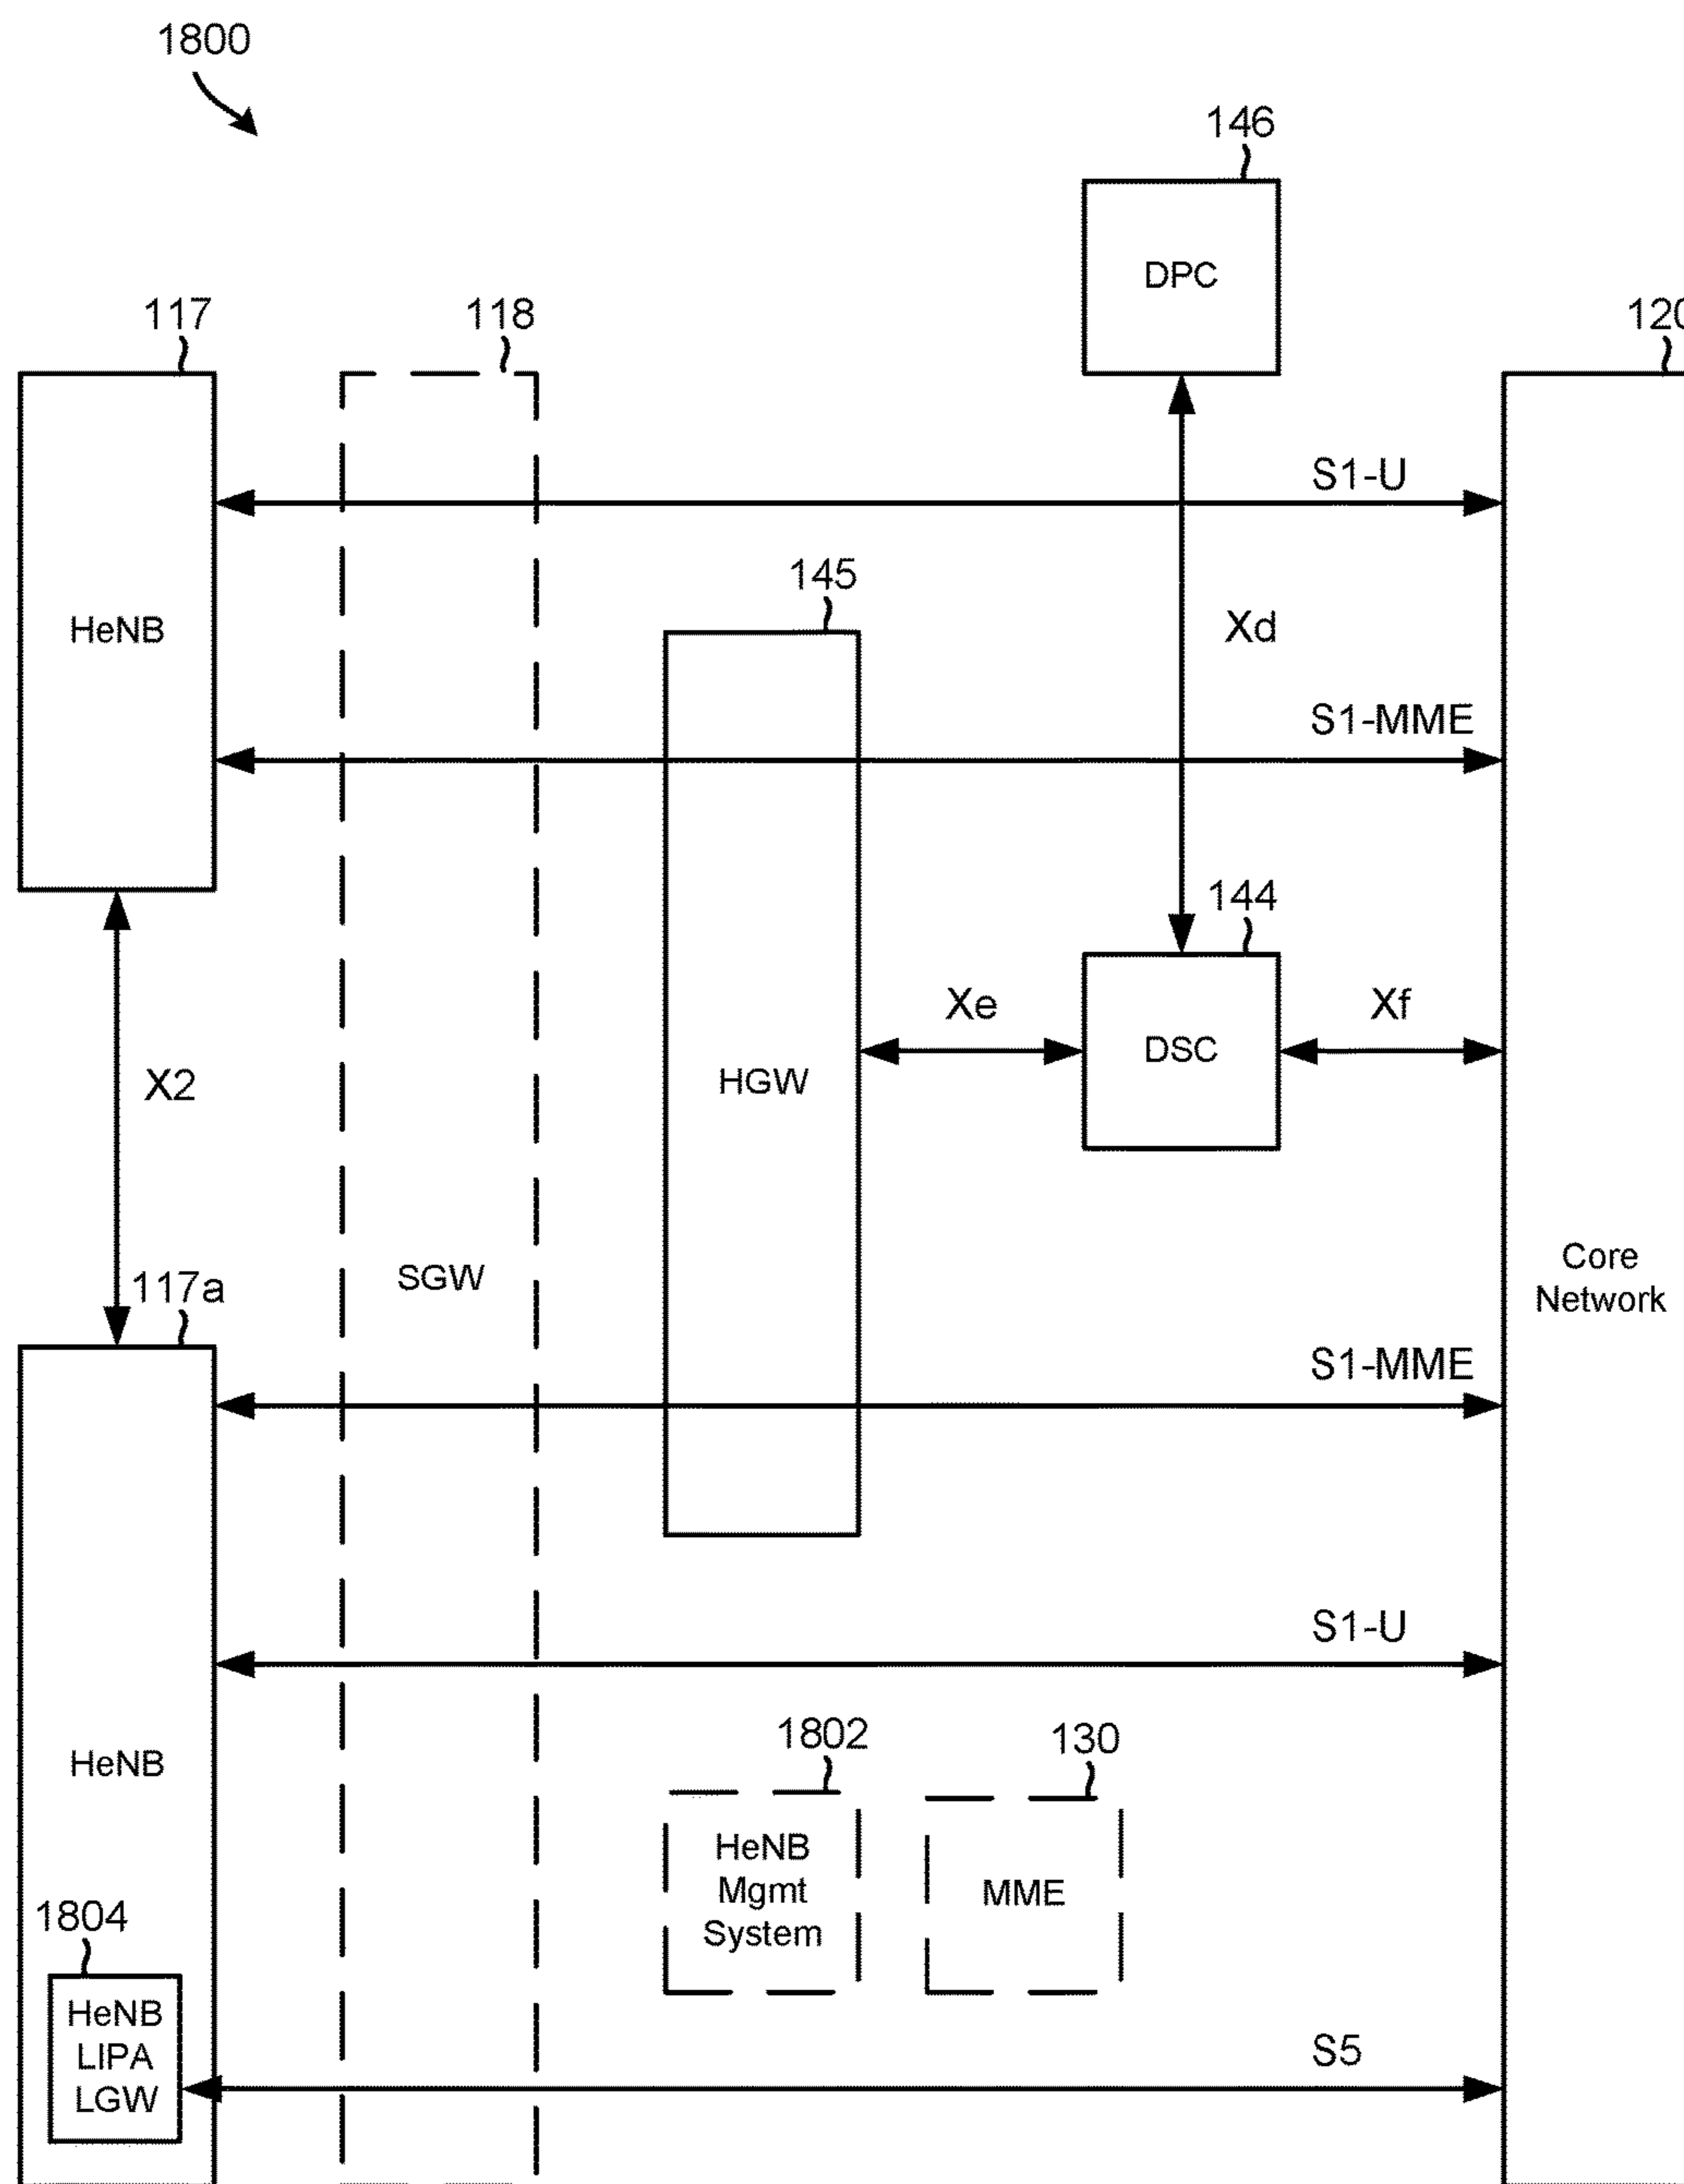 1800
146
DPC
117
118
120
S1-U
145
HeNB
Xd
S1-MME
144
Xe
Xf
DSC
HGW
X2
Core
Network
SGW
117a
S1-MME
S1-U
1802
130
HeNB
HeNB
Mgmt
System
MME
1804
HeNB
LIPA
LGW
S5